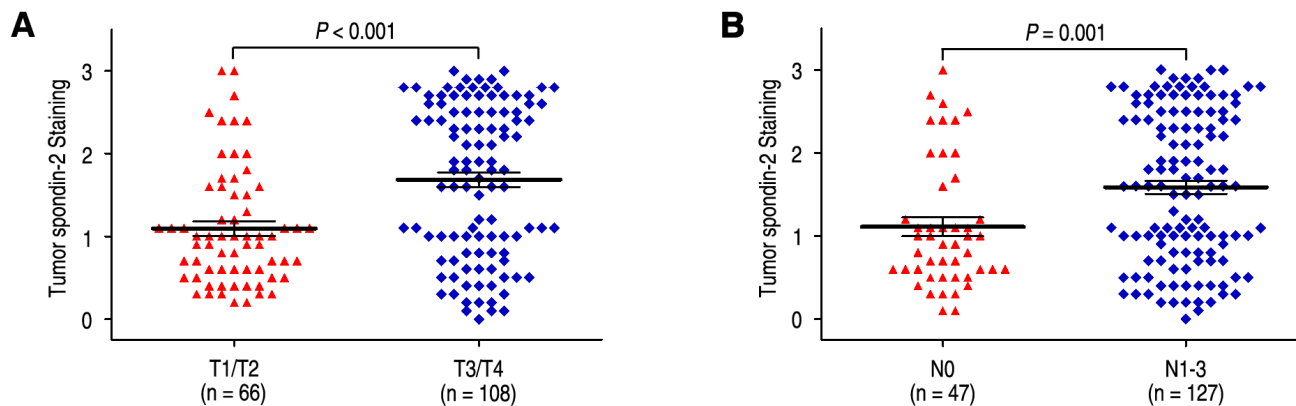 A
P < 0.001
Tumor spondin-2 Staining
3
2
1
0
T1/T2
(n = 66)
T3/T4
(n = 108)
B
P = 0.001
Tumor spondin-2 Staining
3
2
1
0
N0
(n = 47)
N1-3
(n = 127)